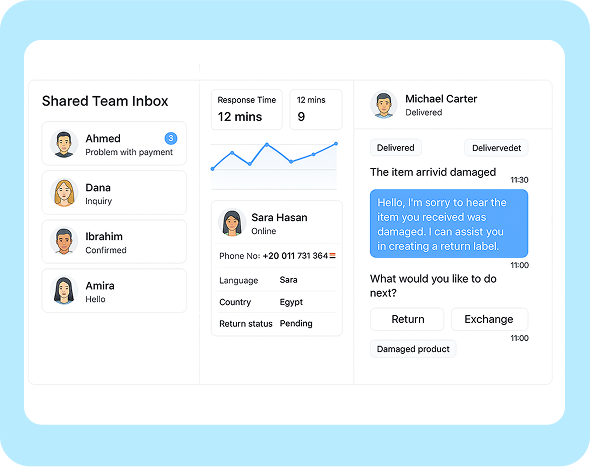 Shared Team Inbox
Ahmed
3
Problem with payment
Dana
Inquiry
Ibrahim
Confirmed
Amira
Hello
Response Time
12 mins
12 mins
9
Sara Hasan
Online
Phone No: +20 011 731 364
Language Sara
Country Egypt
Return status Pending
Michael Carter
Delivered
Delivered
Delivervedet
The item arrivid damaged
11:30
Hello, I'm sorry to hear the
item you received was
damaged. I can assist you
in creating a return label.
11:00
What would you like to do
next?
Return
Exchange
11:00
Damaged product